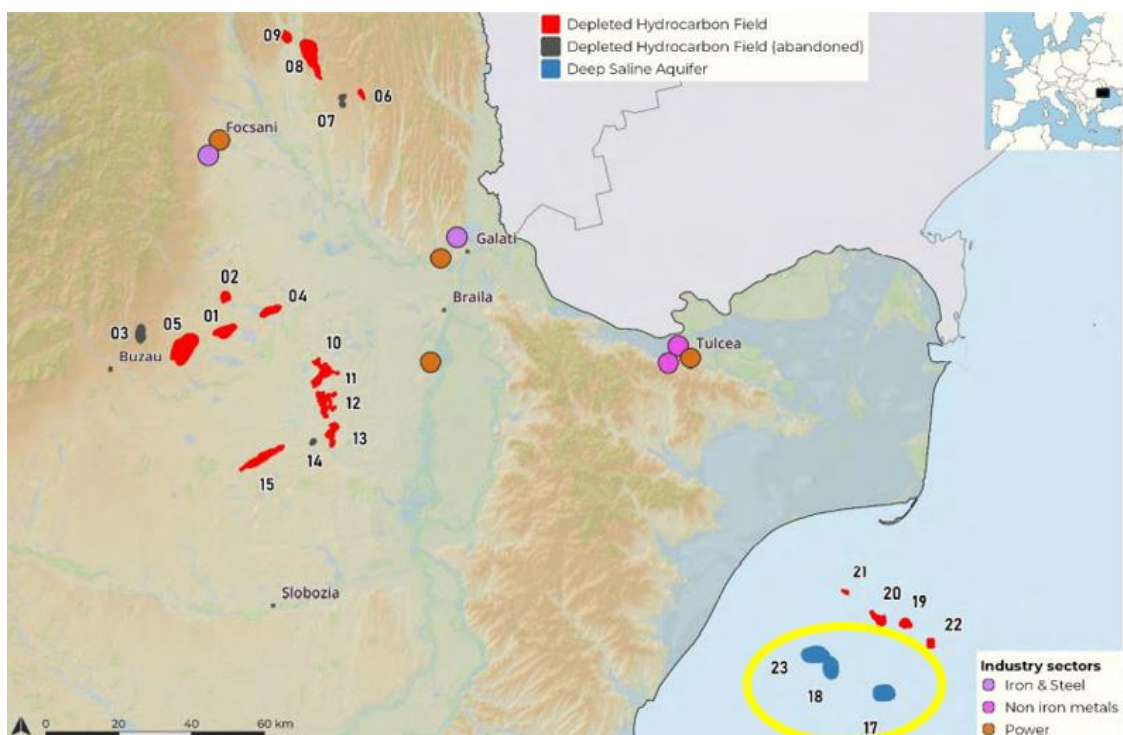 Depleted Hydrocarbon Field
Depleted Hydrocarbon Field (abandoned)
Deep Saline Aquifer
09
08
06
07
Focsani
Galati
02
04
Braila
03
05
01
Tulcea
Buzau
10
11
12
13
14
15
Slobozia
21
20
19
22
23
18
17
Industry sectors
Iron & Steel
Non iron metals
Power
0 20 40 60 km